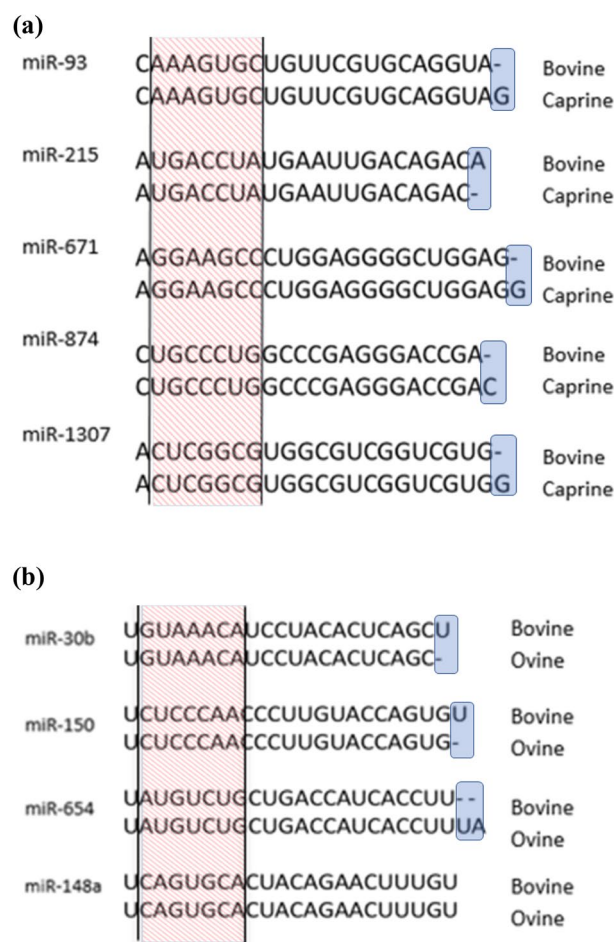 (a)
miR-93
CAAAGUGCUGUUCGUGCAGGUA- Bovine
CAAAGUGCUGUUCGUGCAGGUAG Caprine
miR-215
AUGACCUAUGAAUUGACAGACA Bovine
AUGACCUAUGAAUUGACAGAC- Caprine
miR-671
AGGAAGCCCUGGAGGGGCUGGAG- Bovine
AGGAAGCCCUGGAGGGGCUGGAGG Caprine
miR-874
CUGCCCUGGCCCGAGGGACCGA- Bovine
CUGCCCUGGCCCGAGGGACCGAC Caprine
miR-1307
ACUCGGCGUGGCGUCGGUCGUG- Bovine
ACUCGGCGUGGCGUCGGUCGUGG Caprine
(b)
miR-30b
UGUAAACAUCCUACACUCAGCU Bovine
UGUAAACAUCCUACACUCAGC- Ovine
miR-150
UCUCCCAACCCUUGUACCAGUGU Bovine
UCUCCCAACCCUUGUACCAGUG- Ovine
miR-654
UAUGUCUGCUGACCAUCACCUU-- Bovine
UAUGUCUGCUGACCAUCACCUUUA Ovine
miR-148a
UCAGUGCACUACAGAACUUUGU Bovine
UCAGUGCACUACAGAACUUUGU Ovine